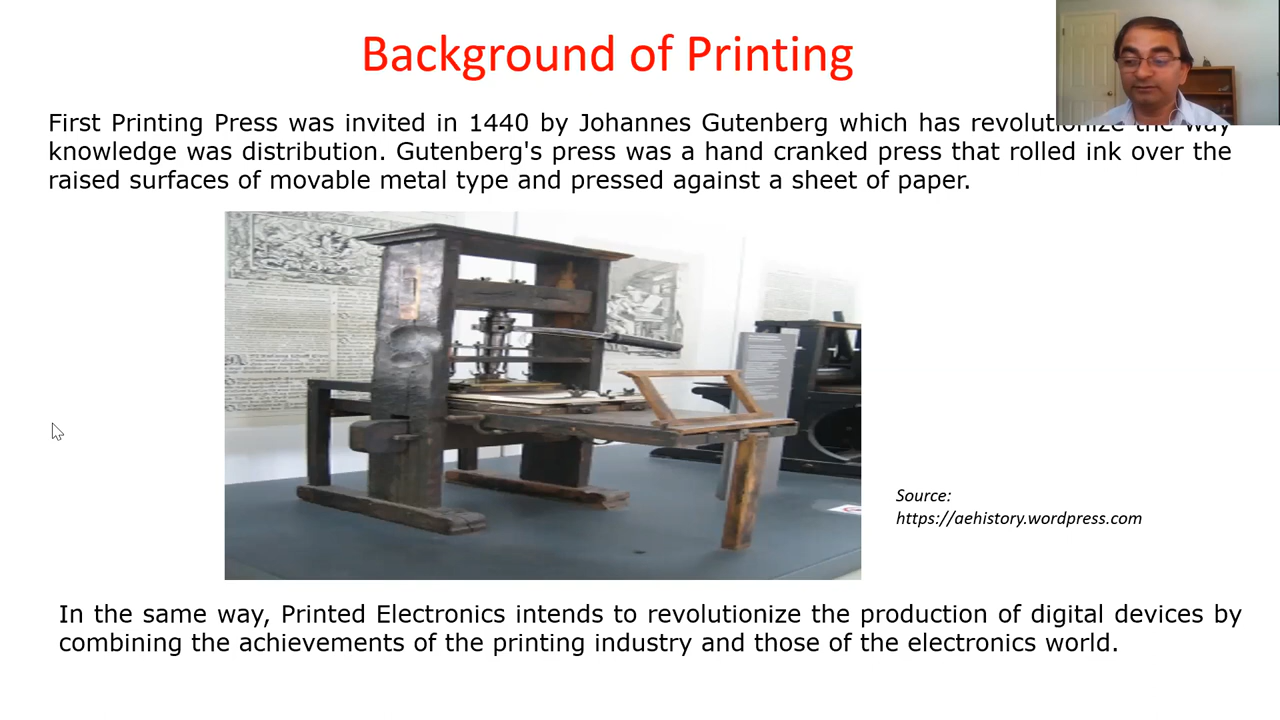 Background of Printing
First Printing Press was invited in 1440 by Johannes Gutenberg which has revolutionize the way
knowledge was distribution. Gutenberg's press was a hand cranked press that rolled ink over the
raised surfaces of movable metal type and pressed against a sheet of paper.
Source:
https://aehistory.wordpress.com
In the same way, Printed Electronics intends to revolutionize the production of digital devices by
combining the achievements of the printing industry and those of the electronics world.